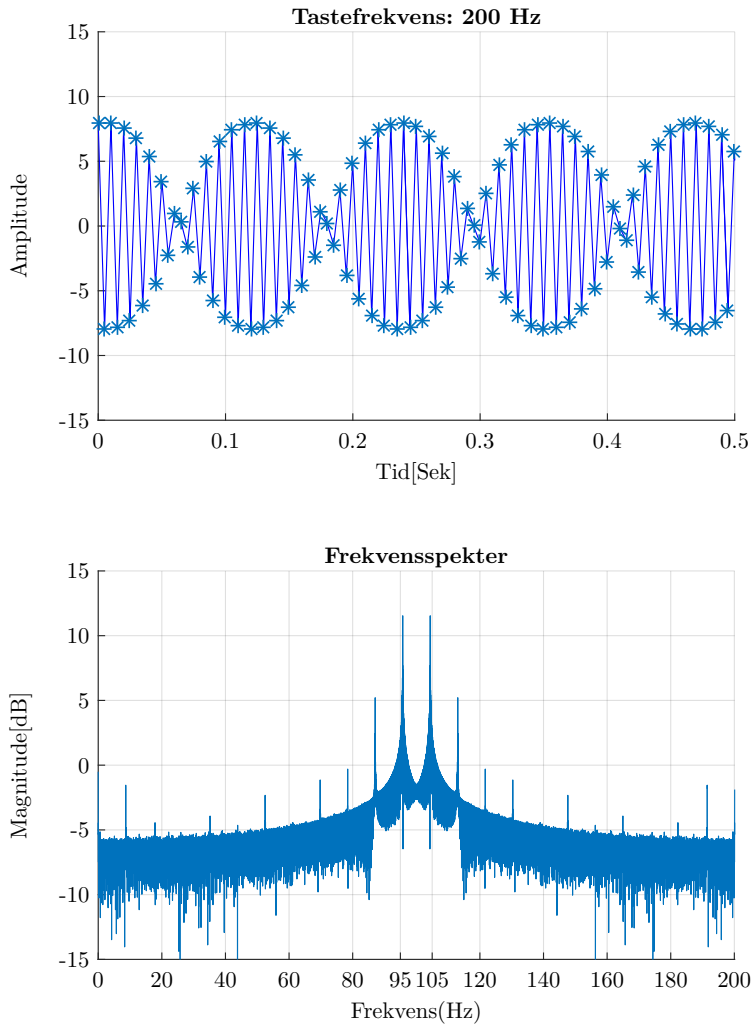 Tastefrekvens: 200 Hz
15
10
5
0
-5
-10
-15
Amplitude
0 0.1 0.2 0.3 0.4 0.5
Tid[Sek]
Frekvensspekter
15
10
5
0
-5
-10
-15
Magnitude[dB]
0 20 40 60 80 95 105 120 140 160 180 200
Frekvens(Hz)